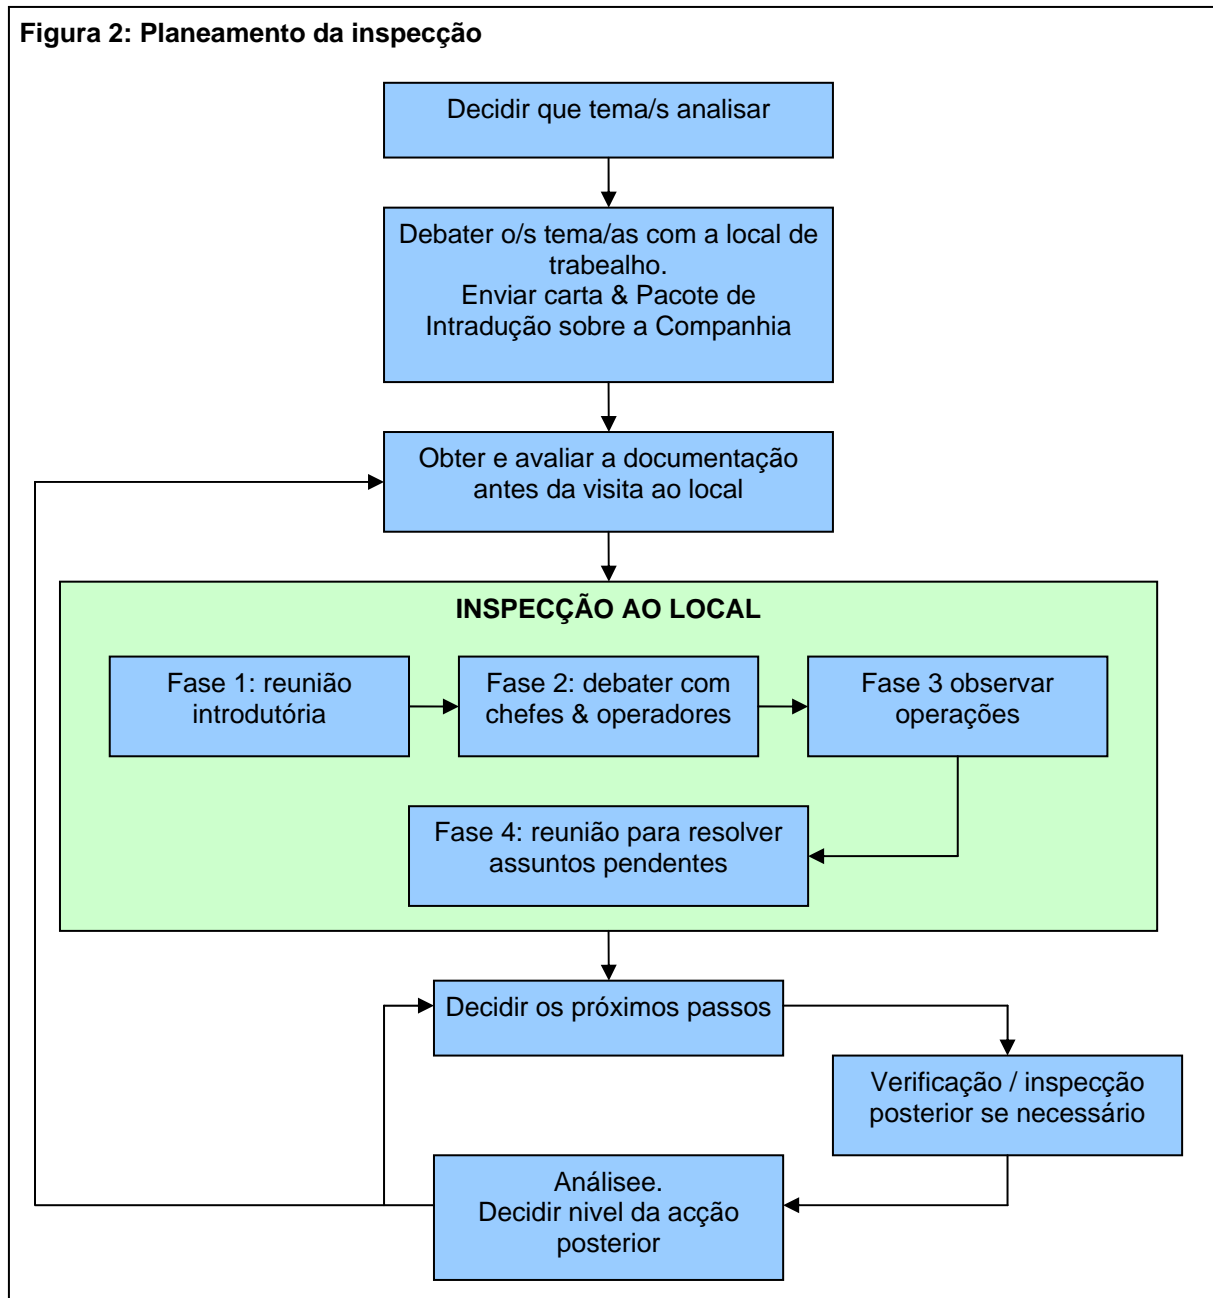 Figura 2: Planeamento da inspecção
Decidir que tema/s analisar
Debater o/s tema/as com a local de
trabealho.
Enviar carta & Pacote de
Intradução sobre a Companhia
Obter e avaliar a documentação
antes da visita ao local
INSPECÇÃO AO LOCAL
Fase 1: reunião
introdutória
Fase 2: debater com
chefes & operadores
Fase 3 observar
operações
Fase 4: reunião para resolver
assuntos pendentes
Decidir os próximos passos
Verificação / inspecção
posterior se necessário
Análisee.
Decidir nivel da acção
posterior